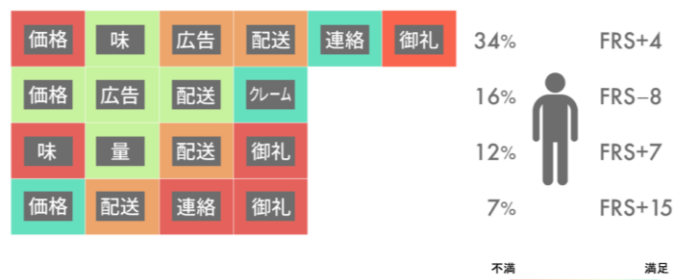 価格 味 広告 配送 連絡 御礼 34% FRS+4
価格 広告 配送 クレーム 16% FRS−8
味 量 配送 御礼 12% FRS+7
価格 配送 連絡 御礼 7% FRS+15
不満 満足